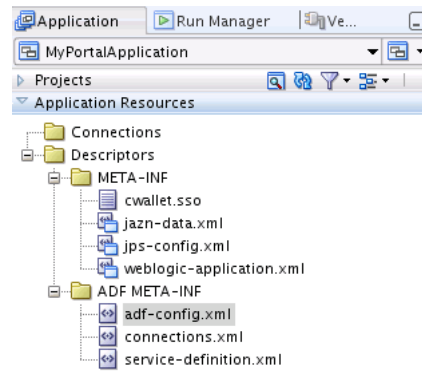 Application Run Manager Ve...
MyPortalApplication
Projects
Application Resources
Connections
Descriptors
META-INF
cwallet.sso
jazn-data.xml
jps-config.xml
weblogic-application.xml
ADF META-INF
adf-config.xml
connections.xml
service-definition.xml